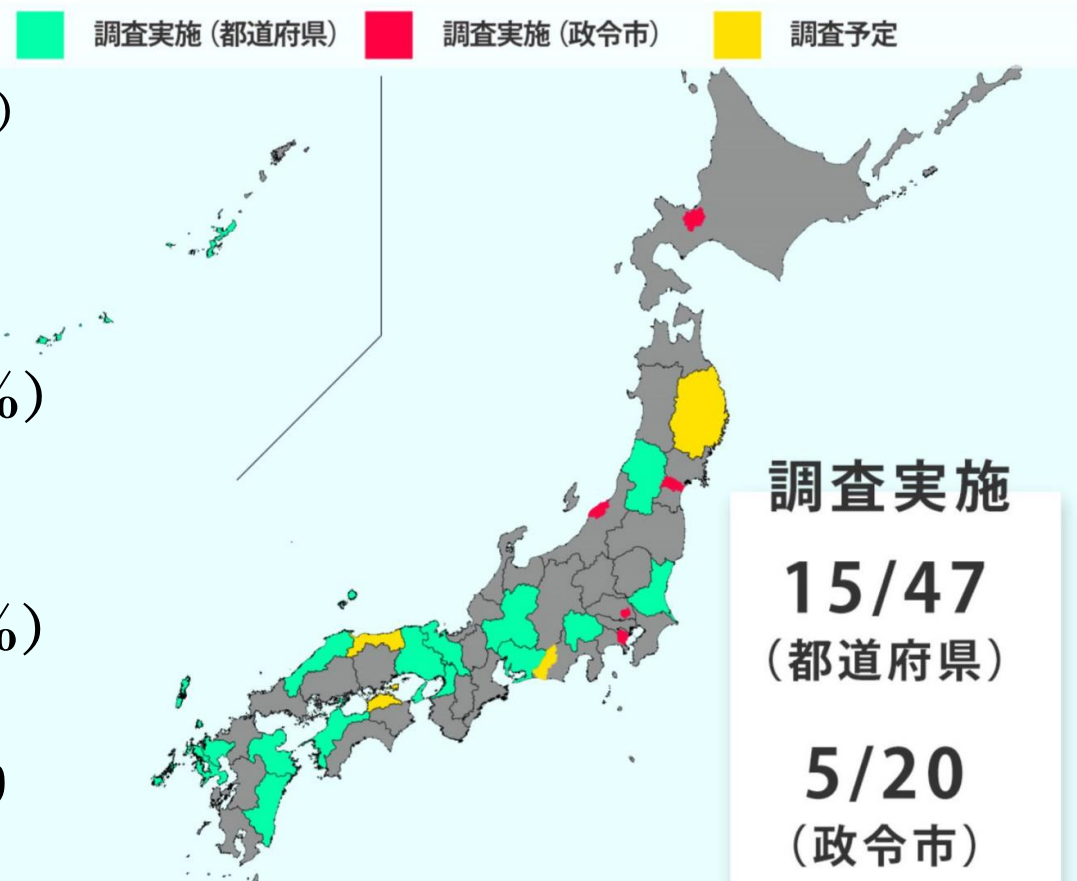 調査実施（都道府県） 調査実施（政令市） 調査予定
)
%)
%)
調査実施
15/47
（都道府県）
5/20
（政令市）